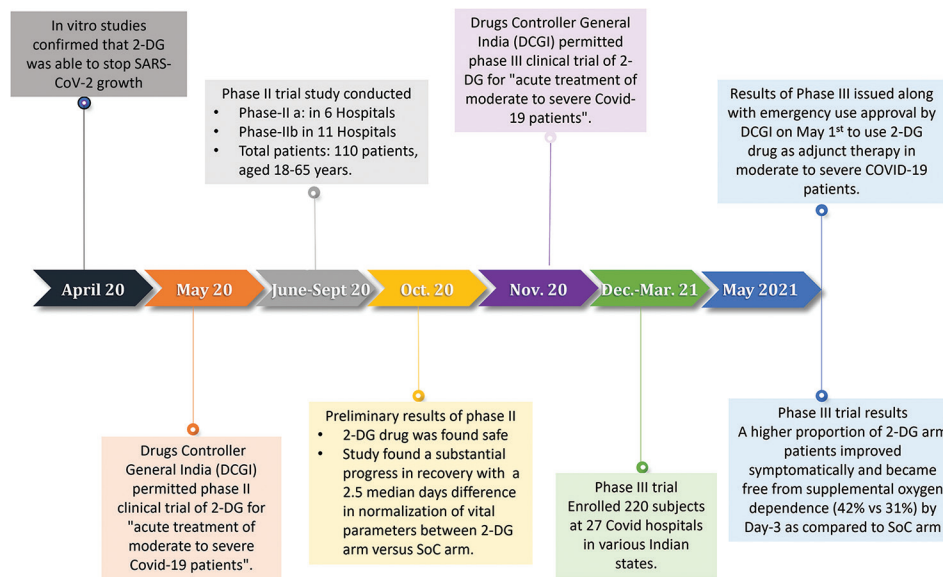 In vitro studies
confirmed that 2-DG
was able to stop SARS-
CoV-2 growth
Phase II trial study conducted
• Phase-II a: in 6 Hospitals
• Phase-IIb in 11 Hospitals
• Total patients: 110 patients,
aged 18-65 years.
Drugs Controller General
India (DCGI) permitted
phase III clinical trial of 2-
DG for "acute treatment of
moderate to severe Covid-
19 patients".
Results of Phase III issued along
with emergency use approval by
DCGI on May 1st to use 2-DG
drug as adjunct therapy in
moderate to severe COVID-19
patients.
April 20
May 20
June-Sept 20
Oct. 20
Nov. 20
Dec.-Mar. 21
May 2021
Drugs Controller
General India (DCGI)
permitted phase II
clinical trial of 2-DG for
"acute treatment of
moderate to severe
Covid-19 patients".
Preliminary results of phase II
• 2-DG drug was found safe
• Study found a substantial
progress in recovery with a
2.5 median days difference
in normalization of vital
parameters between 2-DG
arm versus SoC arm.
Phase III trial
Enrolled 220 subjects
at 27 Covid hospitals
in various Indian
states.
Phase III trial results
A higher proportion of 2-DG arm
patients improved
symptomatically and became
free from supplemental oxygen
dependence (42% vs 31%) by
Day-3 as compared to SoC arm